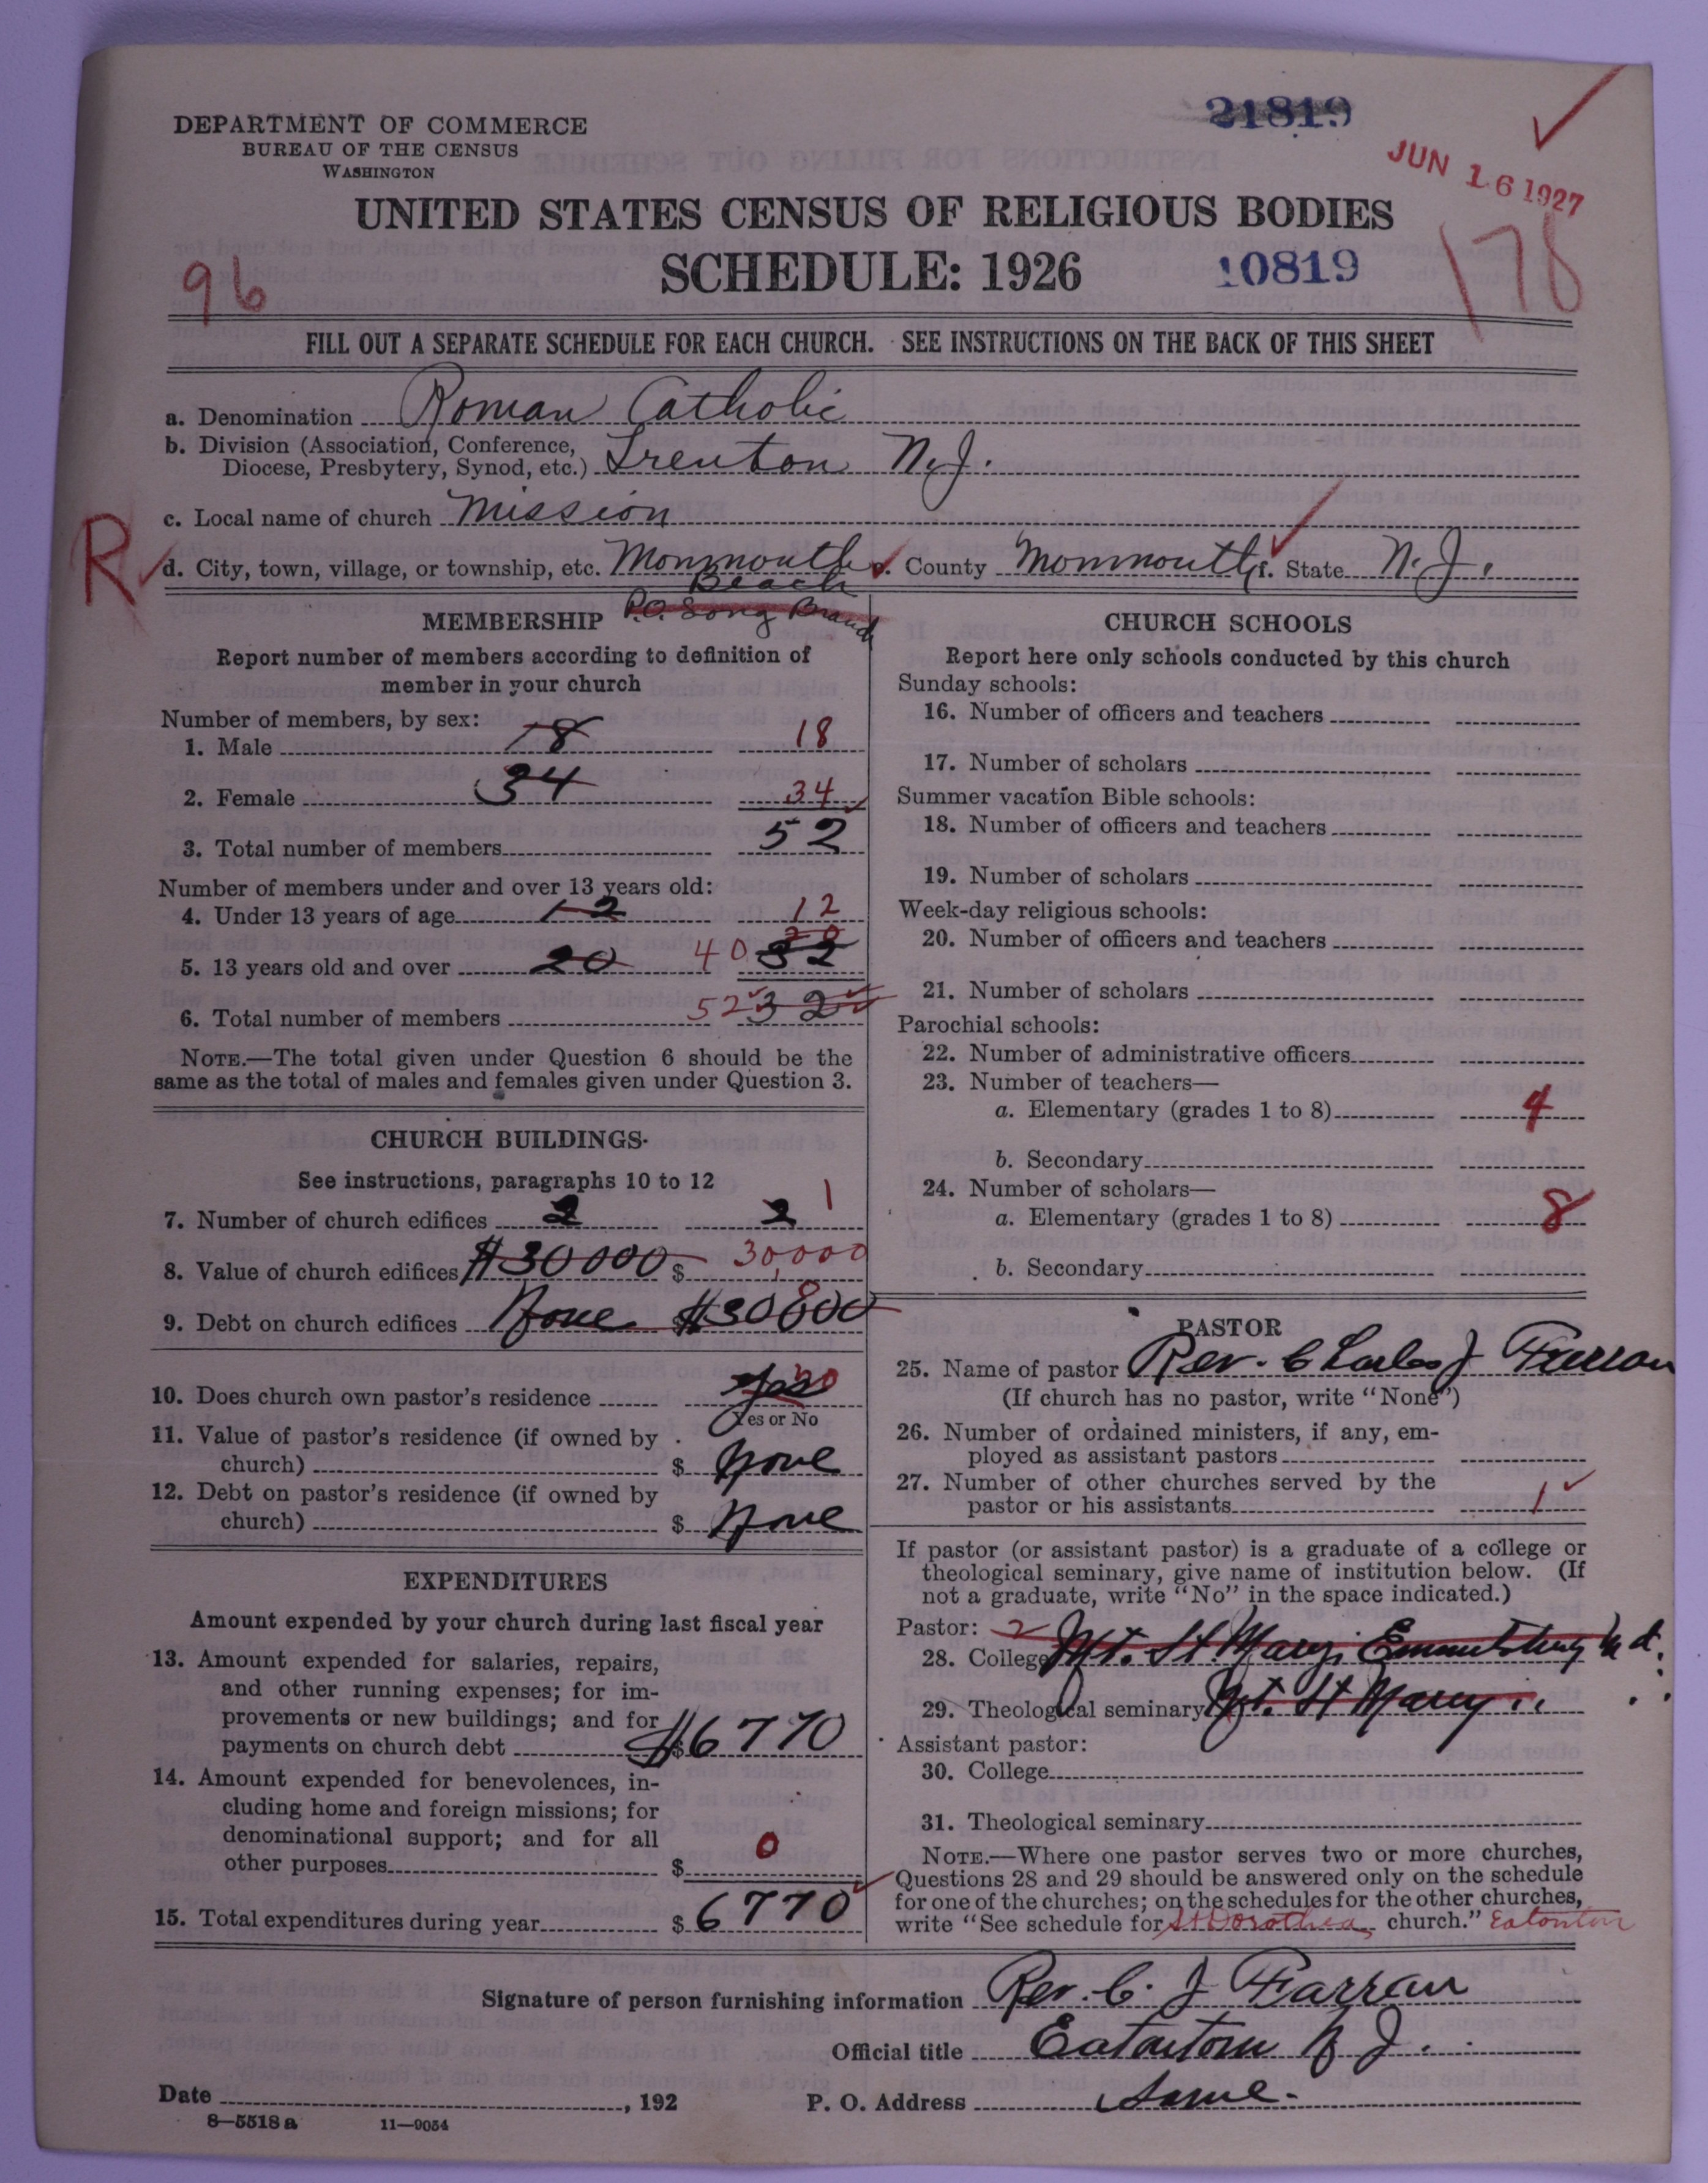 21819
DEPARTMENT OF COMMERCE
BUREAU OF THE CENSUS
WASHINGTON
JUN 16 1927
UNITED STATES CENSUS OF RELIGIOUS BODIES
SCHEDULE: 1926
10819
178
96
FILL OUT A SEPARATE SCHEDULE FOR EACH CHURCH. SEE INSTRUCTIONS ON THE BACK OF THIS SHEET
a. Denomination Roman Catholic
b. Division (Association, Conference,
Diocese, Presbytery, Synod, etc.) Trenton N.J.
c. Local name of church Mission
R
d. City, town, village, or township, etc. Monmouth Beach e. County Monmouth f. State N.J.
P.O. Long Branch
MEMBERSHIP
Report number of members according to definition of
member in your church
Number of members, by sex:
1. Male 18 18
2. Female 34 34
3. Total number of members 52
Number of members under and over 13 years old:
4. Under 13 years of age 12 12
5. 13 years old and over 20 40 32 20
6. Total number of members 52 32
NOTE.—The total given under Question 6 should be the
same as the total of males and females given under Question 3.
CHURCH BUILDINGS
See instructions, paragraphs 10 to 12
7. Number of church edifices 2 2 1
8. Value of church edifices $30000 $ 30,000
9. Debt on church edifices None $30000 0
10. Does church own pastor's residence Yes no
Yes or No
11. Value of pastor's residence (if owned by
church) $ None
12. Debt on pastor's residence (if owned by
church) $ None
EXPENDITURES
Amount expended by your church during last fiscal year
13. Amount expended for salaries, repairs,
and other running expenses; for im-
provements or new buildings; and for
payments on church debt $6770
14. Amount expended for benevolences, in-
cluding home and foreign missions; for
denominational support; and for all
other purposes $ 0
15. Total expenditures during year $ 6770
CHURCH SCHOOLS
Report here only schools conducted by this church
Sunday schools:
16. Number of officers and teachers
17. Number of scholars
Summer vacation Bible schools:
18. Number of officers and teachers
19. Number of scholars
Week-day religious schools:
20. Number of officers and teachers
21. Number of scholars
Parochial schools:
22. Number of administrative officers
23. Number of teachers—
a. Elementary (grades 1 to 8) 4
b. Secondary
24. Number of scholars—
a. Elementary (grades 1 to 8) 8
b. Secondary
PASTOR
25. Name of pastor Rev. Charles J Farran
(If church has no pastor, write "None")
26. Number of ordained ministers, if any, em-
ployed as assistant pastors
27. Number of other churches served by the
pastor or his assistants 1
If pastor (or assistant pastor) is a graduate of a college or
theological seminary, give name of institution below. (If
not a graduate, write "No" in the space indicated.)
Pastor: 2
28. College Mt. St Marys Emmitsburg Md.
29. Theological seminary Mt. St Marys
Assistant pastor:
30. College
31. Theological seminary
NOTE.—Where one pastor serves two or more churches,
Questions 28 and 29 should be answered only on the schedule
for one of the churches; on the schedules for the other churches,
write "See schedule for St Dorothea church." Eatontown
Signature of person furnishing information Rev. C. J Farran
Official title Eatontown N J.
Date , 192 P. O. Address Same.
8—5518 a 11—9054